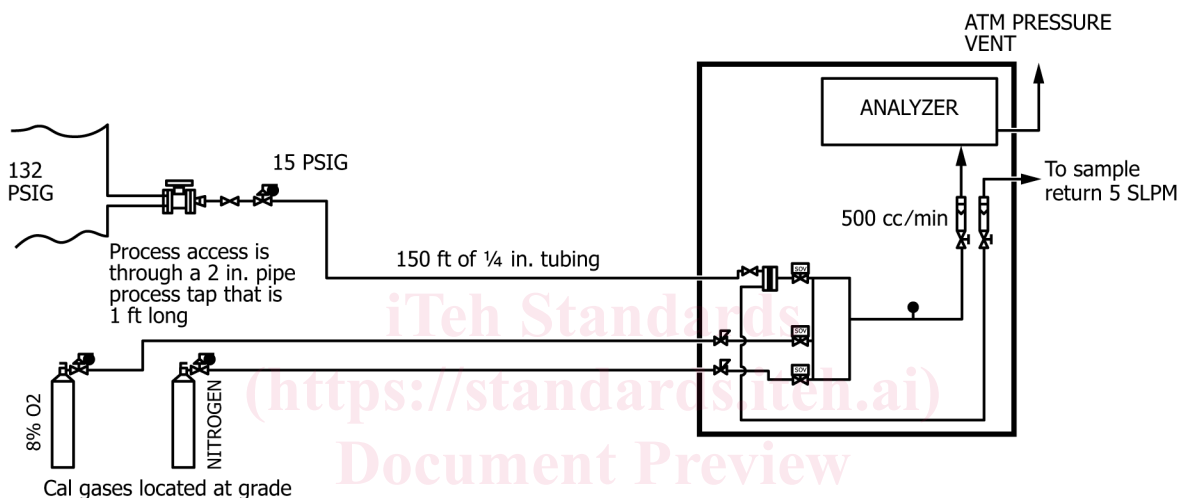 ATM PRESSURE
VENT
ANALYZER
132
PSIG
15 PSIG
To sample
return 5 SLPM
500 cc/min
Process access is
through a 2 in. pipe
process tap that is
1 ft long
150 ft of ¼ in. tubing
SOV
SOV
SOV
8% O2
NITROGEN
Cal gases located at grade
iTeh Standards
(https://standards.iteh.ai)
Document Preview